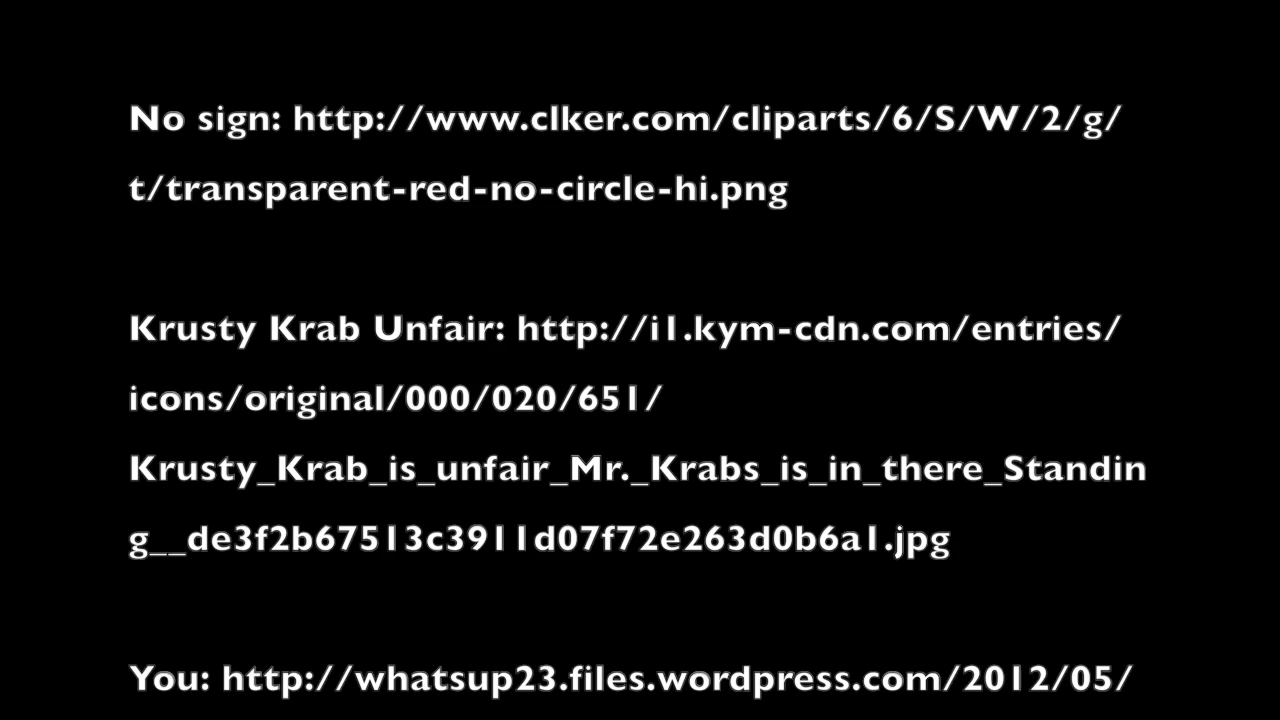 No sign: http://www.clker.com/cliparts/6/S/W/2/g/
t/transparent-red-no-circle-hi.png
Krusty Krab Unfair: http://i1.kym-cdn.com/entries/
icons/original/000/020/651/
Krusty_Krab_is_unfair_Mr._Krabs_is_in_there_Standin
g__de3f2b67513c3911d07f72e263d0b6a1.jpg
You: http://whatsup23.files.wordpress.com/2012/05/